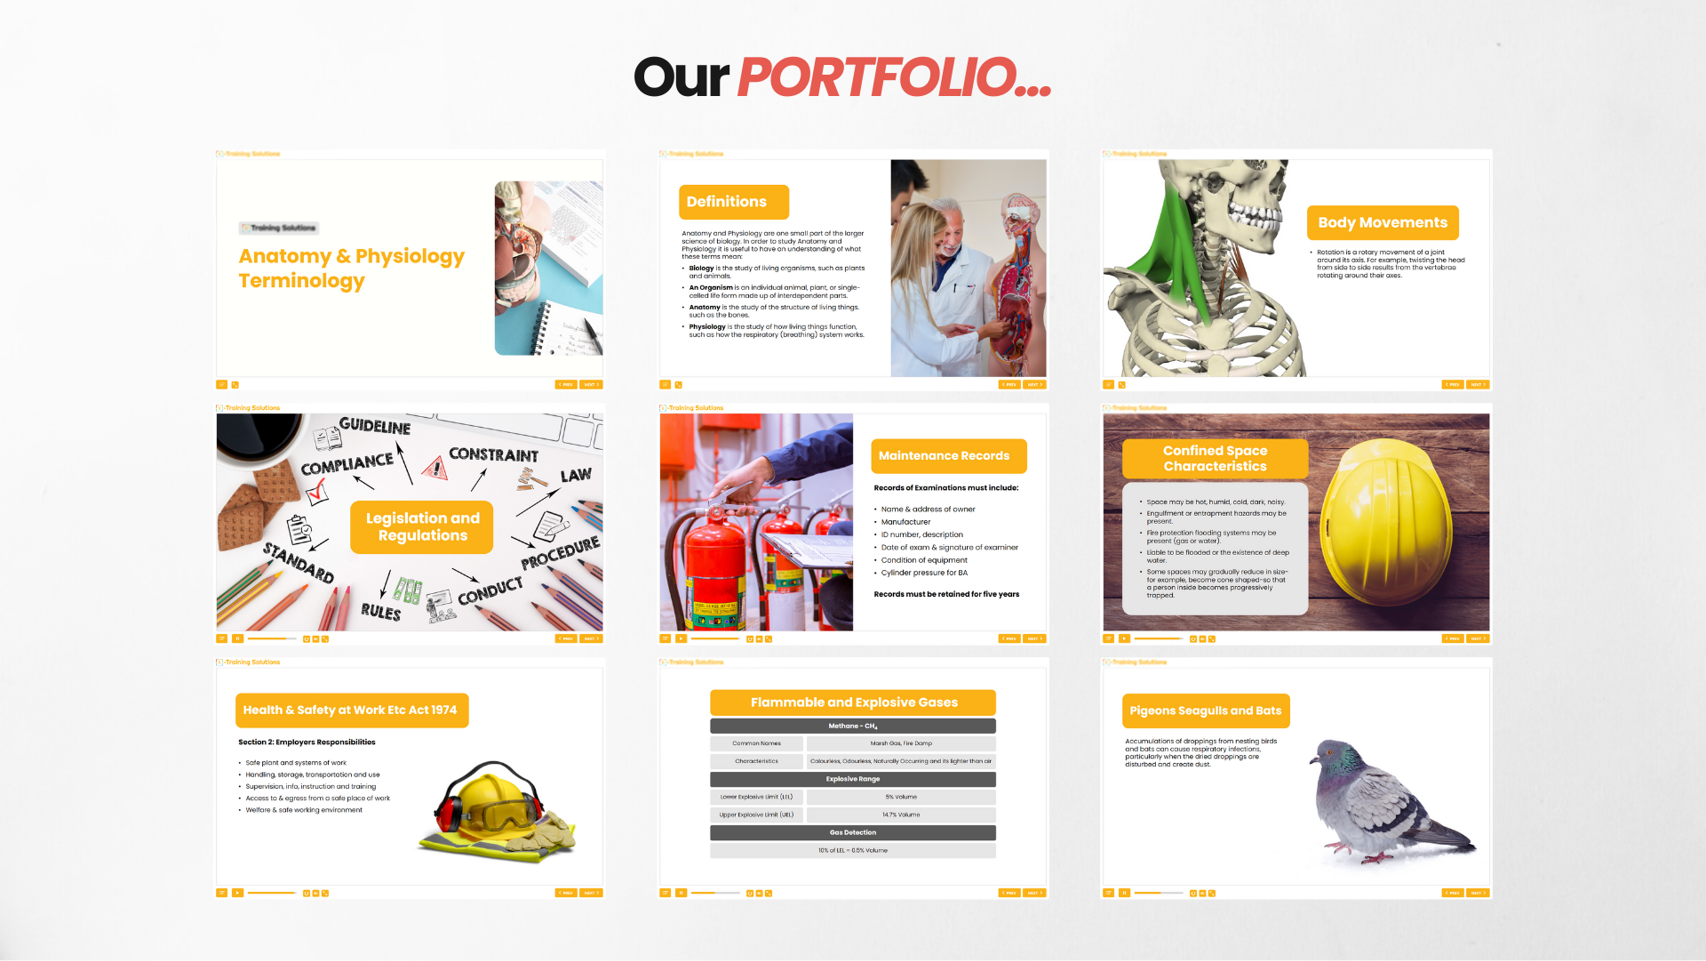 Our PORTFOLIO...
Training Solutions
Training Solutions
Anatomy & Physiology
Terminology
PREV
NEXT
Training Solutions
Definitions
Anatomy and Physiology are one small part of the larger
science of biology. In order to study Anatomy and
Physiology it is useful to have an understanding of what
these terms mean:
• Biology is the study of living organisms, such as plants
and animals.
• An Organism is an individual animal, plant, or single-
celled life form made up of interdependent parts.
• Anatomy is the study of the structure of living things,
such as the bones.
• Physiology is the study of how living things function,
such as how the respiratory (breathing) system works.
PREV
NEXT
Training Solutions
Body Movements
• Rotation is a rotary movement of a joint
around its axis. For example, twisting the head
from side to side results from the vertebrae
rotating around their axes.
PREV
NEXT
Training Solutions
GUIDELINE
COMPLIANCE
CONSTRAINT
LAW
Legislation and
Regulations
STANDARD
PROCEDURE
RULES
CONDUCT
PREV
NEXT
Training Solutions
Maintenance Records
Records of Examinations must include:
• Name & address of owner
• Manufacturer
• ID number, description
• Date of exam & signature of examiner
• Condition of equipment
• Cylinder pressure for BA
Records must be retained for five years
PREV
NEXT
Training Solutions
Confined Space
Characteristics
• Space may be hot, humid, cold, dark, noisy.
• Engulfment or entrapment hazards may be
present.
• Fire protection flooding systems may be
present (gas or water).
• Liable to be flooded or the existence of deep
water.
• Some spaces may gradually reduce in size-
for example, become cone shaped-so that
a person inside becomes progressively
trapped.
PREV
NEXT
Training Solutions
Health & Safety at Work Etc Act 1974
Section 2: Employers Responsibilities
• Safe plant and systems of work
• Handling, storage, transportation and use
• Supervision, info, instruction and training
• Access to & egress from a safe place of work
• Welfare & safe working environment
PREV
NEXT
Training Solutions
Flammable and Explosive Gases
Methane - CH₄
Common Names
Marsh Gas, Fire Damp
Characteristics
Colourless, Odourless, Naturally Occurring and its lighter than air
Explosive Range
Lower Explosive Limit (LEL)
5% Volume
Upper Explosive Limit (UEL)
14.7% Volume
Gas Detection
10% of LEL = 0.5% Volume
PREV
NEXT
Training Solutions
Pigeons Seagulls and Bats
Accumulations of droppings from nesting birds
and bats can cause respiratory infections,
particularly when the dried droppings are
disturbed and create dust.
PREV
NEXT